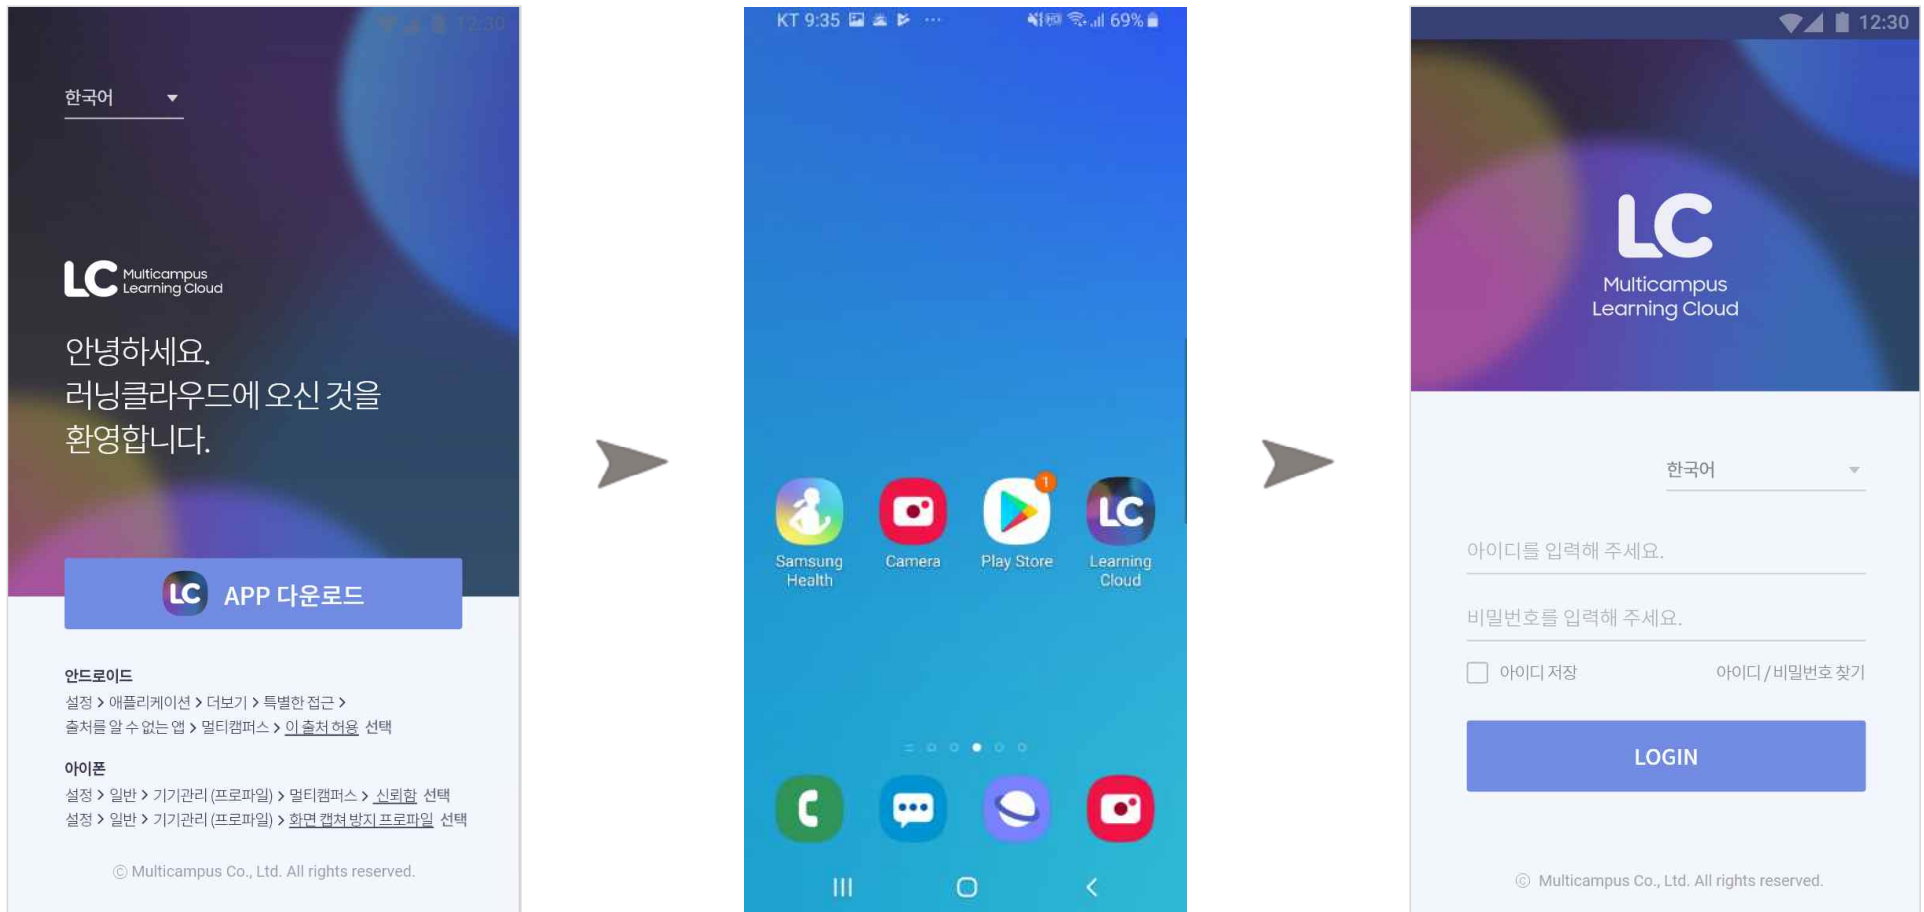 12:30
한국어
LC Multicampus
Learning Cloud
안녕하세요.
러닝클라우드에 오신 것을
환영합니다.
LC APP 다운로드
안드로이드
설정 > 애플리케이션 > 더보기 > 특별한 접근 >
출처를 알 수 없는 앱 > 멀티캠퍼스 > 이 출처 허용 선택
아이폰
설정 > 일반 > 기기관리 (프로파일) > 멀티캠퍼스 > 신뢰함 선택
설정 > 일반 > 기기관리 (프로파일) > 화면 캡쳐 방지 프로파일 선택
ⓒ Multicampus Co., Ltd. All rights reserved.
KT 9:35 ··· 69%
1
LC
Samsung
Health
Camera
Play Store
Learning
Cloud
12:30
LC
Multicampus
Learning Cloud
한국어
아이디를 입력해 주세요.
비밀번호를 입력해 주세요.
아이디 저장 아이디 / 비밀번호 찾기
LOGIN
ⓒ Multicampus Co., Ltd. All rights reserved.